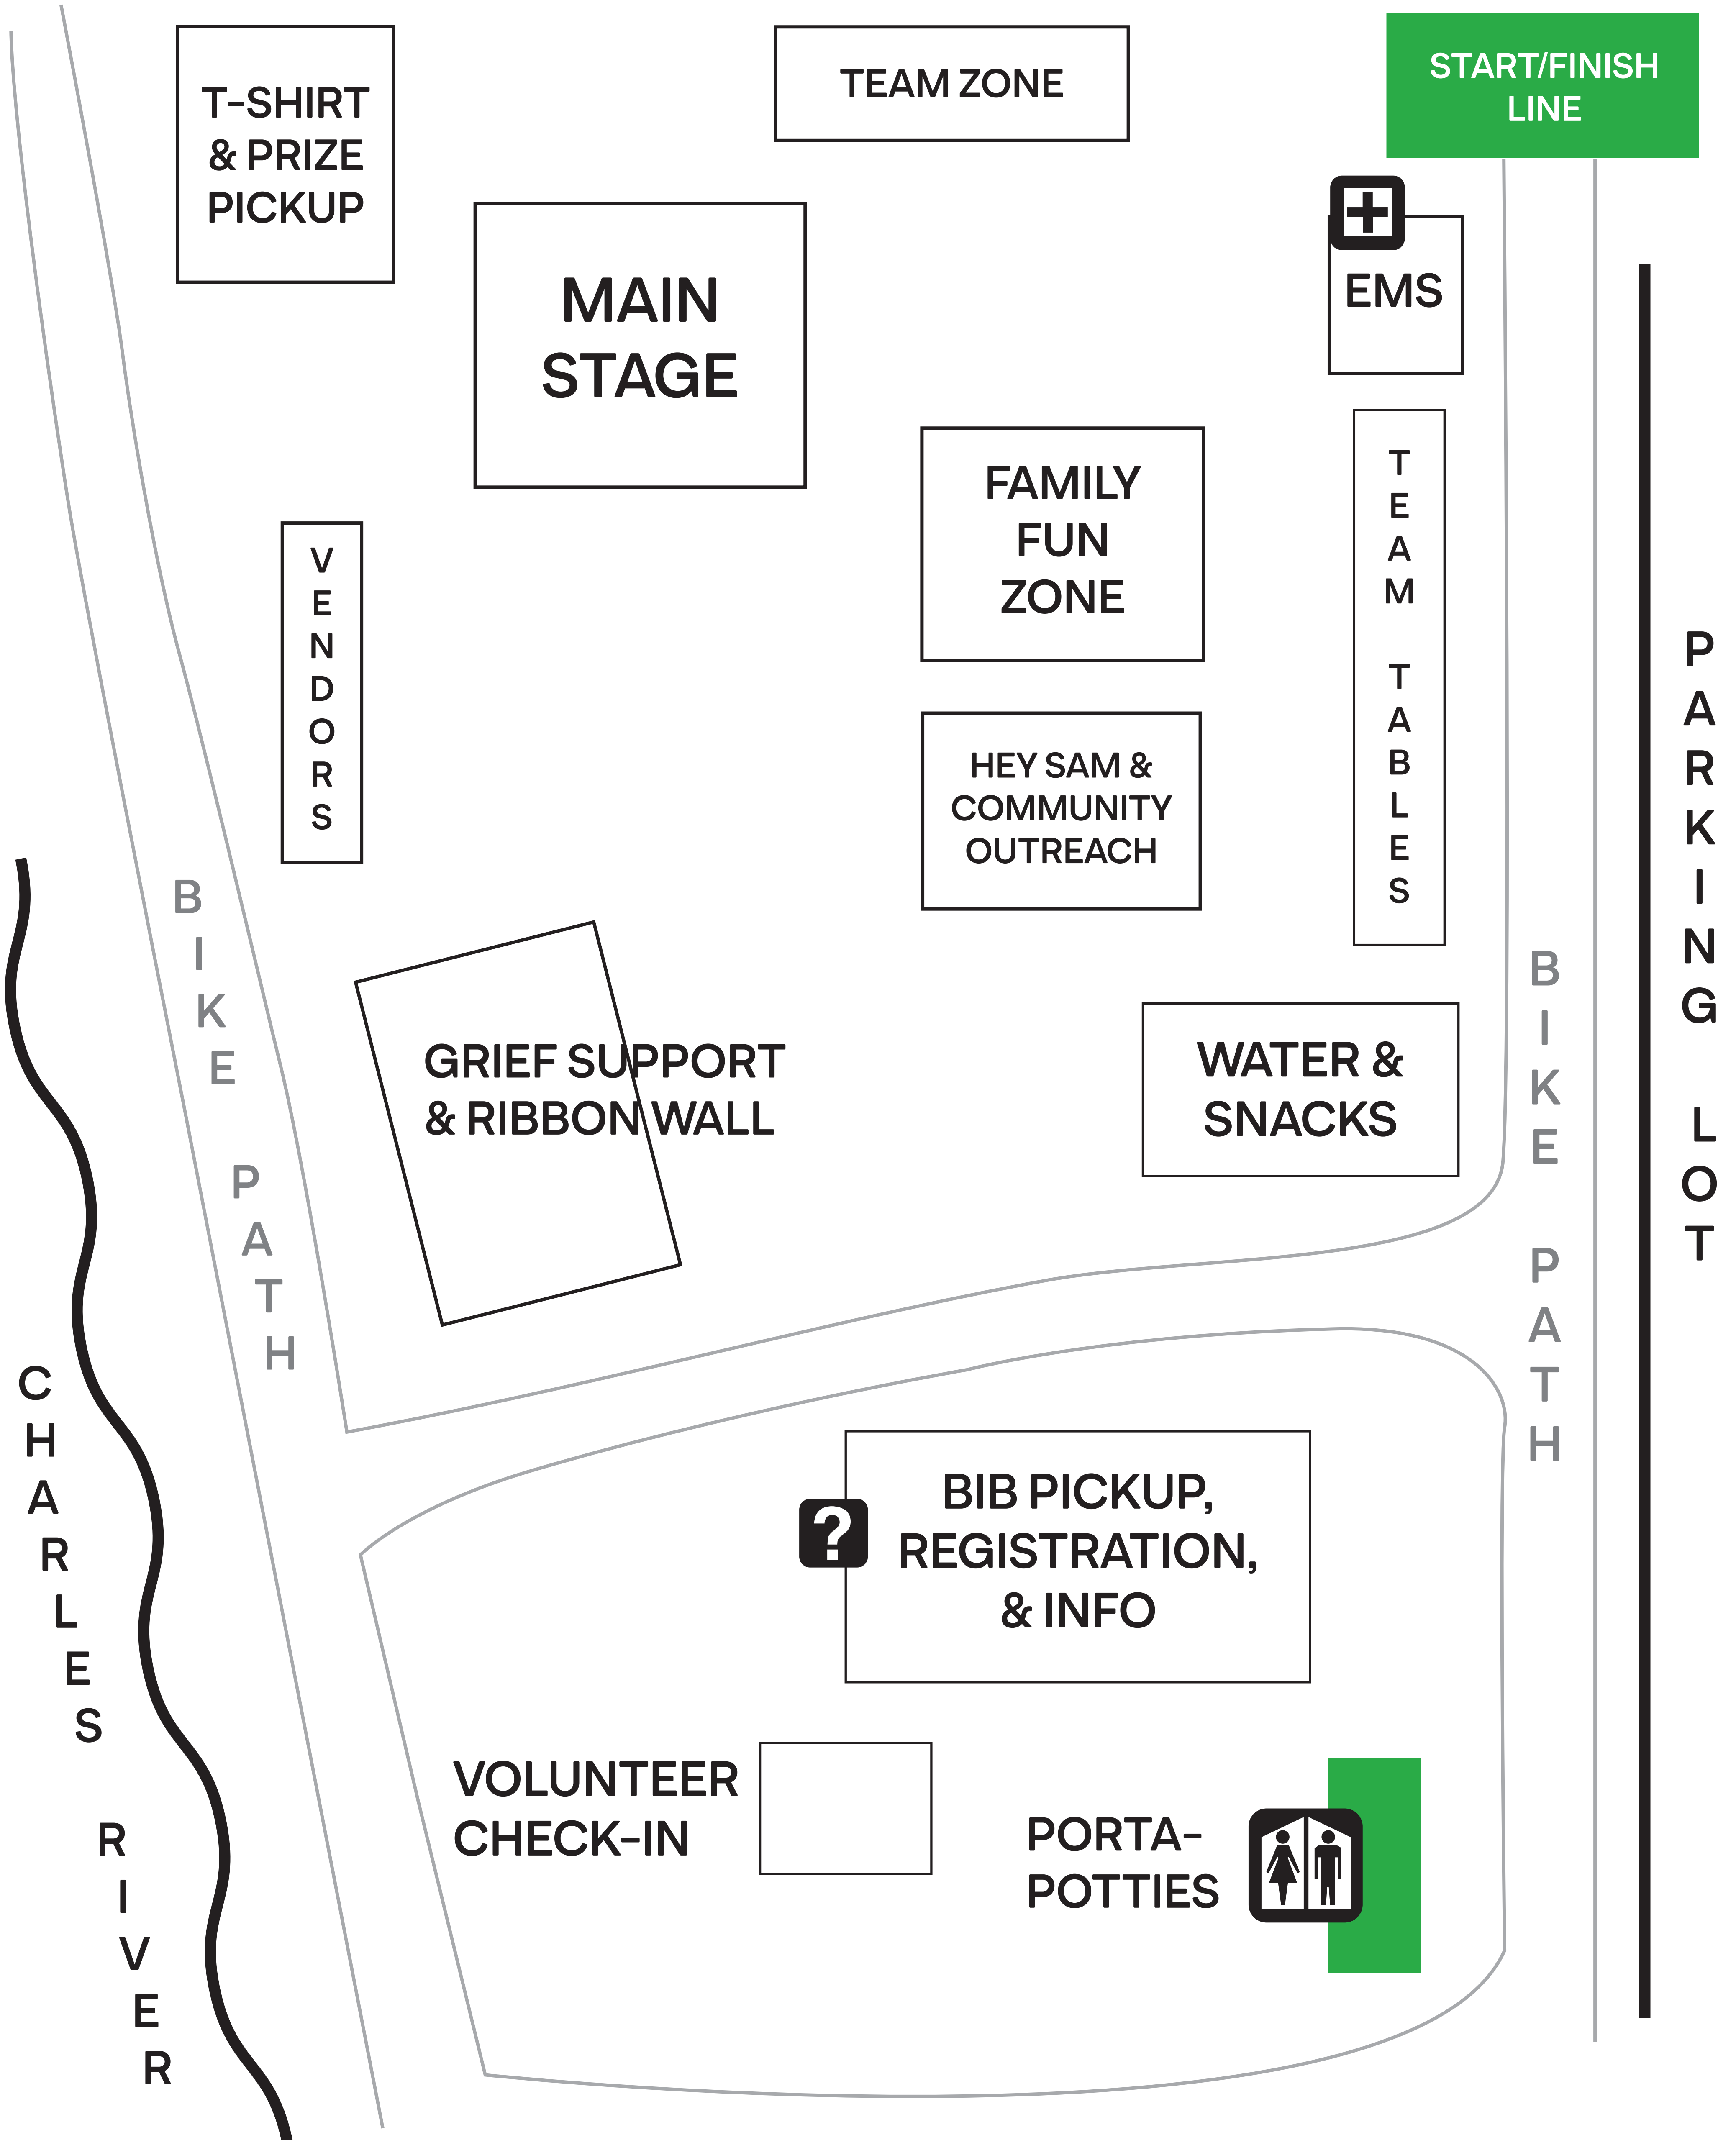 T-SHIRT
& PRIZE
PICKUP
TEAM ZONE
START/FINISH
LINE
MAIN
STAGE
EMS
FAMILY
FUN
ZONE
TEAM TABLES
VENDORS
HEY SAM &
COMMUNITY
OUTREACH
PARKING LOT
BIKE PATH
GRIEF SUPPORT
& RIBBON WALL
WATER &
SNACKS
BIKE PATH
CHARLES RIVER
?
BIB PICKUP,
REGISTRATION,
& INFO
VOLUNTEER
CHECK-IN
PORTA-
POTTIES